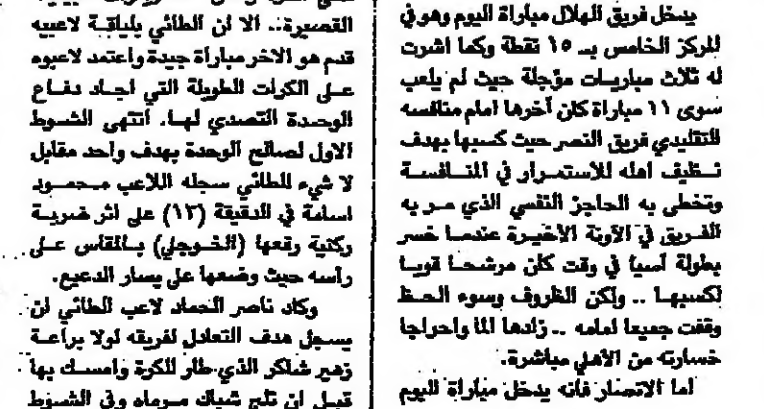 يدخل فريق الهلال مباراة اليوم وهو في
المركز الخامس بـ ١٥ نقطة وكما اشرت
له ثلاث مباريات مؤجلة حيث لم يلعب
سوى ١١ مباراة كان آخرها امام منافسه
التقليدي فريق النصر حيث كسبها بهدف
نظيف اهله للأستمرار في المنافسة
وتخطى به الحاجز النفسي الذي مر به
الفريق في الآونة الأخيرة عندما خسر
بطولة آسيا في وقت كان مرشحا قويا
لكسبها .. ولكن الظروف وسوء الحظ
وقفت جميعا امامه .. زادها الما واحراجا
خسارته من الأهلي مباشرة.
اما الانتصار فانه يدخل مباراة اليوم
القصيرة.. الا ان الطائي بلياقة لاعبيه
قدم هو الاخر مباراة جيدة واعتمد لاعبوه
على الكرات الطويلة التي اجاد دفاع
الوحدة التصدي لها. انتهى الشوط
الاول لصالح الوحدة بهدف واحد مقابل
لا شيء للطائي سجله اللاعب محمود
اسامة في الدقيقة (١٢) على اثر ضربة
ركنية رفعها (الخوجلي) بالمقاس على
رأسه حيث وضعها على يسار الدعيع.
وكاد ناصر الحماد لاعب الطائي ان
يسجل هدف التعادل لفريقه لولا براعة
زهير شاكر الذي طار للكرة وامسك بها
قبل ان تلج شباك مرماه وفي الشوط